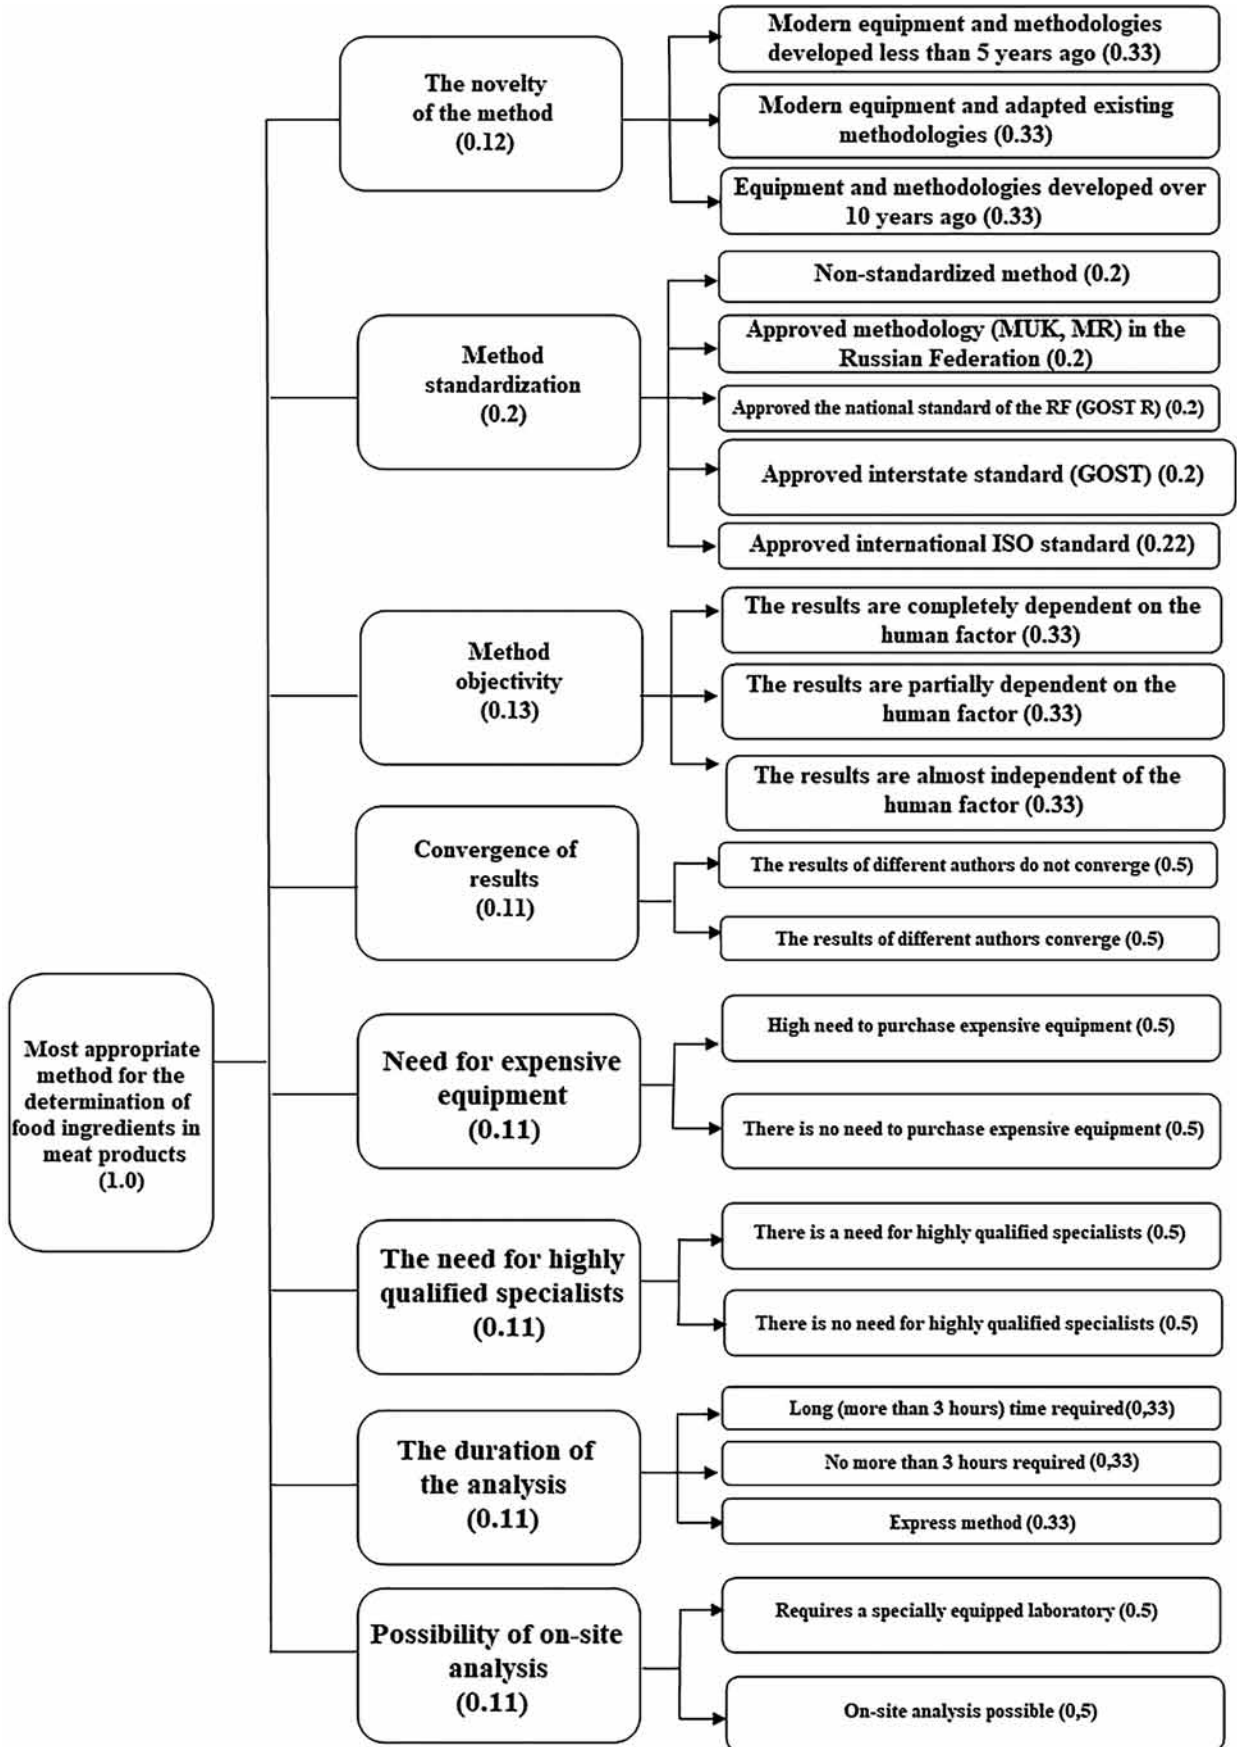 Most appropriate
method for the
determination of
food ingredients in
meat products
(1.0)
The novelty
of the method
(0.12)
Modern equipment and methodologies
developed less than 5 years ago (0.33)
Modern equipment and adapted existing
methodologies (0.33)
Equipment and methodologies developed over
10 years ago (0.33)
Method
standardization
(0.2)
Non-standardized method (0.2)
Approved methodology (MUK, MR) in the
Russian Federation (0.2)
Approved the national standard of the RF (GOST R) (0.2)
Approved interstate standard (GOST) (0.2)
Approved international ISO standard (0.22)
Method
objectivity
(0.13)
The results are completely dependent on the
human factor (0.33)
The results are partially dependent on the
human factor (0.33)
The results are almost independent of the
human factor (0.33)
Convergence of
results
(0.11)
The results of different authors do not converge (0.5)
The results of different authors converge (0.5)
Need for expensive
equipment
(0.11)
High need to purchase expensive equipment (0.5)
There is no need to purchase expensive equipment (0.5)
The need for highly
qualified specialists
(0.11)
There is a need for highly qualified specialists (0.5)
There is no need for highly qualified specialists (0.5)
The duration of
the analysis
(0.11)
Long (more than 3 hours) time required(0,33)
No more than 3 hours required (0,33)
Express method (0.33)
Possibility of on-site
analysis
(0.11)
Requires a specially equipped laboratory (0.5)
On-site analysis possible (0,5)